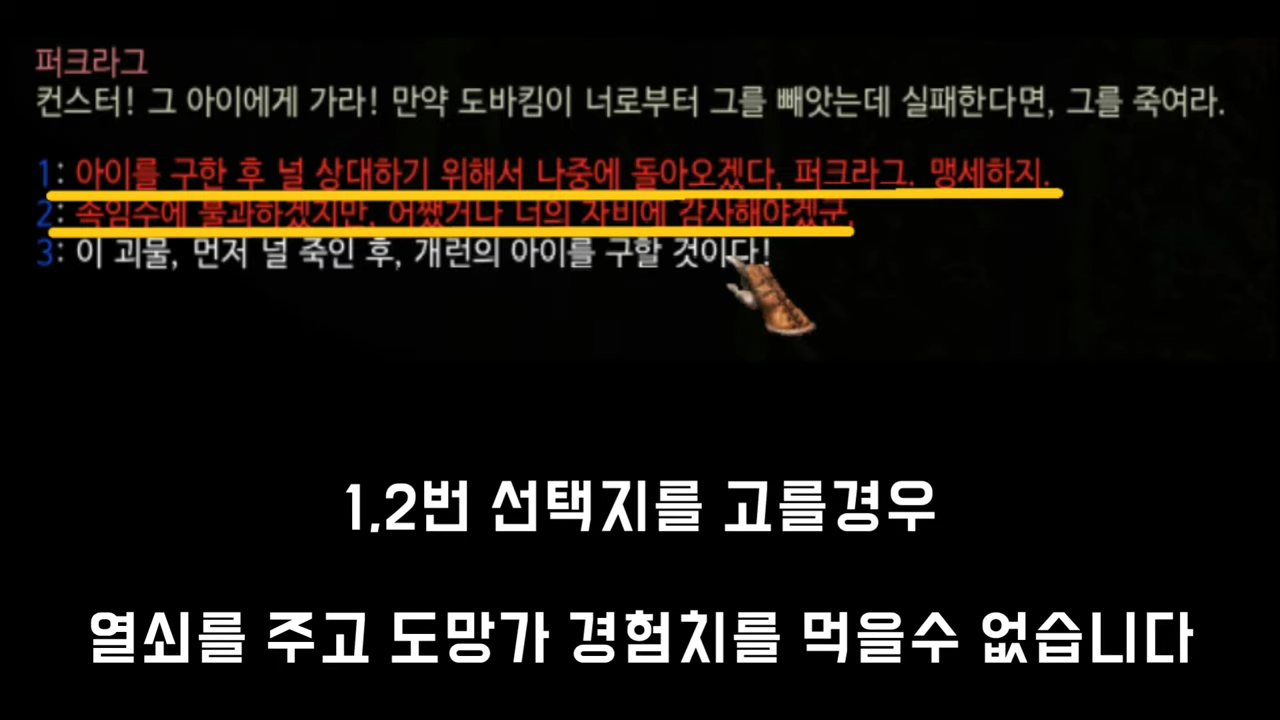 퍼크라그
컨스터! 그 아이에게 가라! 만약 도바킴이 너로부터 그를 빼앗는데 실패한다면, 그를 죽여라.
1: 아이를 구한 후 널 상대하기 위해서 나중에 돌아오겠다, 퍼크라그. 맹세하지.
2: 속임수에 불과하겠지만, 어쨌거나 너의 자비에 감사해야겠군.
3: 이 괴물, 먼저 널 죽인 후, 개런의 아이를 구할 것이다!
1,2번 선택지를 고를경우
열쇠를 주고 도망가 경험치를 먹을수 없습니다